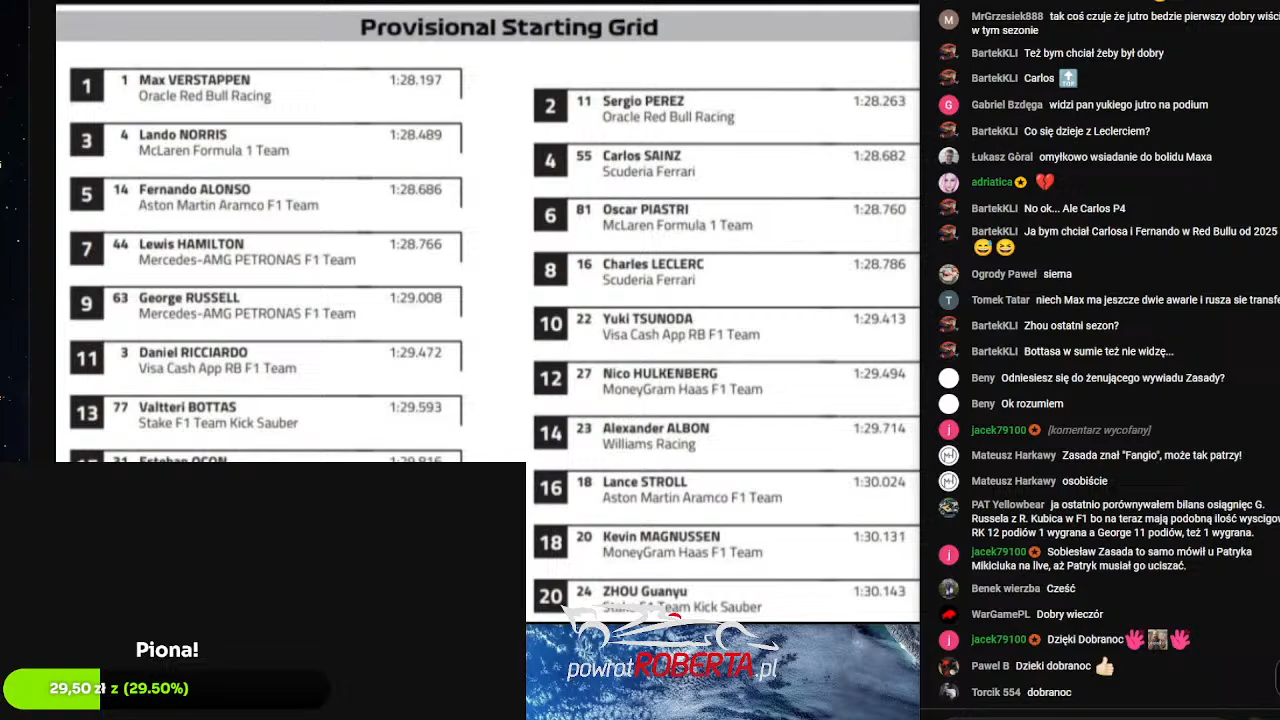 Provisional Starting Grid
1 1 Max VERSTAPPEN 1:28.197
Oracle Red Bull Racing
2 11 Sergio PEREZ 1:28.263
Oracle Red Bull Racing
3 4 Lando NORRIS 1:28.489
McLaren Formula 1 Team
4 55 Carlos SAINZ 1:28.682
Scuderia Ferrari
5 14 Fernando ALONSO 1:28.686
Aston Martin Aramco F1 Team
6 81 Oscar PIASTRI 1:28.760
McLaren Formula 1 Team
7 44 Lewis HAMILTON 1:28.766
Mercedes-AMG PETRONAS F1 Team
8 16 Charles LECLERC 1:28.786
Scuderia Ferrari
9 63 George RUSSELL 1:29.008
Mercedes-AMG PETRONAS F1 Team
10 22 Yuki TSUNODA 1:29.413
Visa Cash App RB F1 Team
11 3 Daniel RICCIARDO 1:29.472
Visa Cash App RB F1 Team
12 27 Nico HULKENBERG 1:29.494
MoneyGram Haas F1 Team
13 77 Valtteri BOTTAS 1:29.593
Stake F1 Team Kick Sauber
14 23 Alexander ALBON 1:29.714
Williams Racing
31 Esteban OCON 1:29.816
16 18 Lance STROLL 1:30.024
Aston Martin Aramco F1 Team
18 20 Kevin MAGNUSSEN 1:30.131
MoneyGram Haas F1 Team
20 24 ZHOU Guanyu 1:30.143
Stake F1 Team Kick Sauber
Piona!
29,50 zł z (29.50%)
powrotROBERTA.pl
MrGrzesiek888 tak coś czuje że jutro bedzie pierwszy dobry wiści
w tym sezonie
BartekKLI Też bym chciał żeby był dobry
BartekKLI Carlos TOP
Gabriel Bzdęga widzi pan yukiego jutro na podium
BartekKLI Co się dzieje z Leclerciem?
Łukasz Góral omyłkowo wsiadanie do bolidu Maxa
adriatica
BartekKLI No ok... Ale Carlos P4
BartekKLI Ja bym chciał Carlosa i Fernando w Red Bullu od 2025
Ogrody Paweł siema
Tomek Tatar niech Max ma jeszcze dwie awarie i rusza sie transfe
BartekKLI Zhou ostatni sezon?
BartekKLI Bottasa w sumie też nie widzę...
Beny Odniesiesz się do żenującego wywiadu Zasady?
Beny Ok rozumiem
jacek79100 [komentarz wycofany]
Mateusz Harkawy Zasada znał "Fangio", może tak patrzy!
Mateusz Harkawy osobiście
PAT Yellowbear ja ostatnio porównywałem bilans osiągnięć G.
Russela z R. Kubica w F1 bo na teraz mają podobną ilość wyscigow
RK 12 podiów 1 wygrana a George 11 podiów, też 1 wygrana.
jacek79100 Sobiesław Zasada to samo mówił u Patryka
Mikiciuka na live, aż Patryk musiał go uciszać.
Benek wierzba Cześć
WarGamePL Dobry wieczór
jacek79100 Dzięki Dobranoc
Pawel B Dzieki dobranoc
Torcik 554 dobranoc